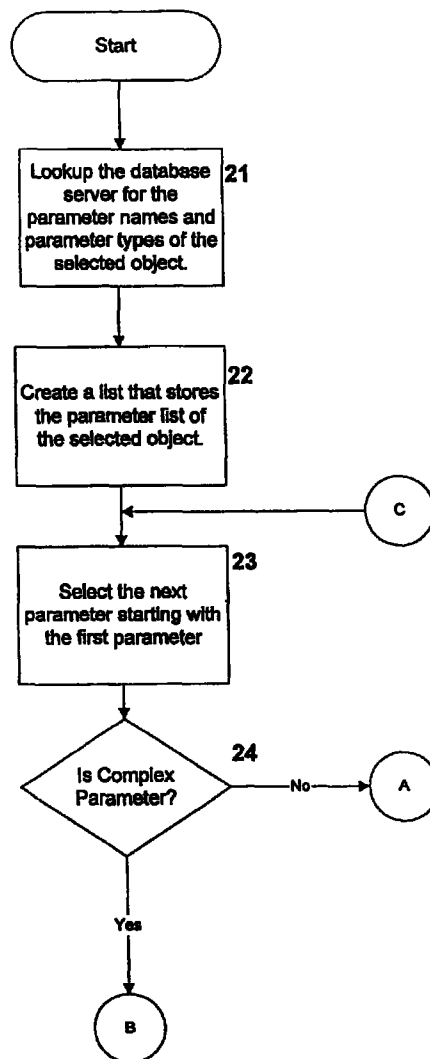 Start
21
Lookup the database
server for the
parameter names and
parameter types of the
selected object.
22
Create a list that stores
the parameter list of
the selected object.
C
23
Select the next
parameter starting with
the first parameter
24
Is Complex
Parameter?
No
A
Yes
B